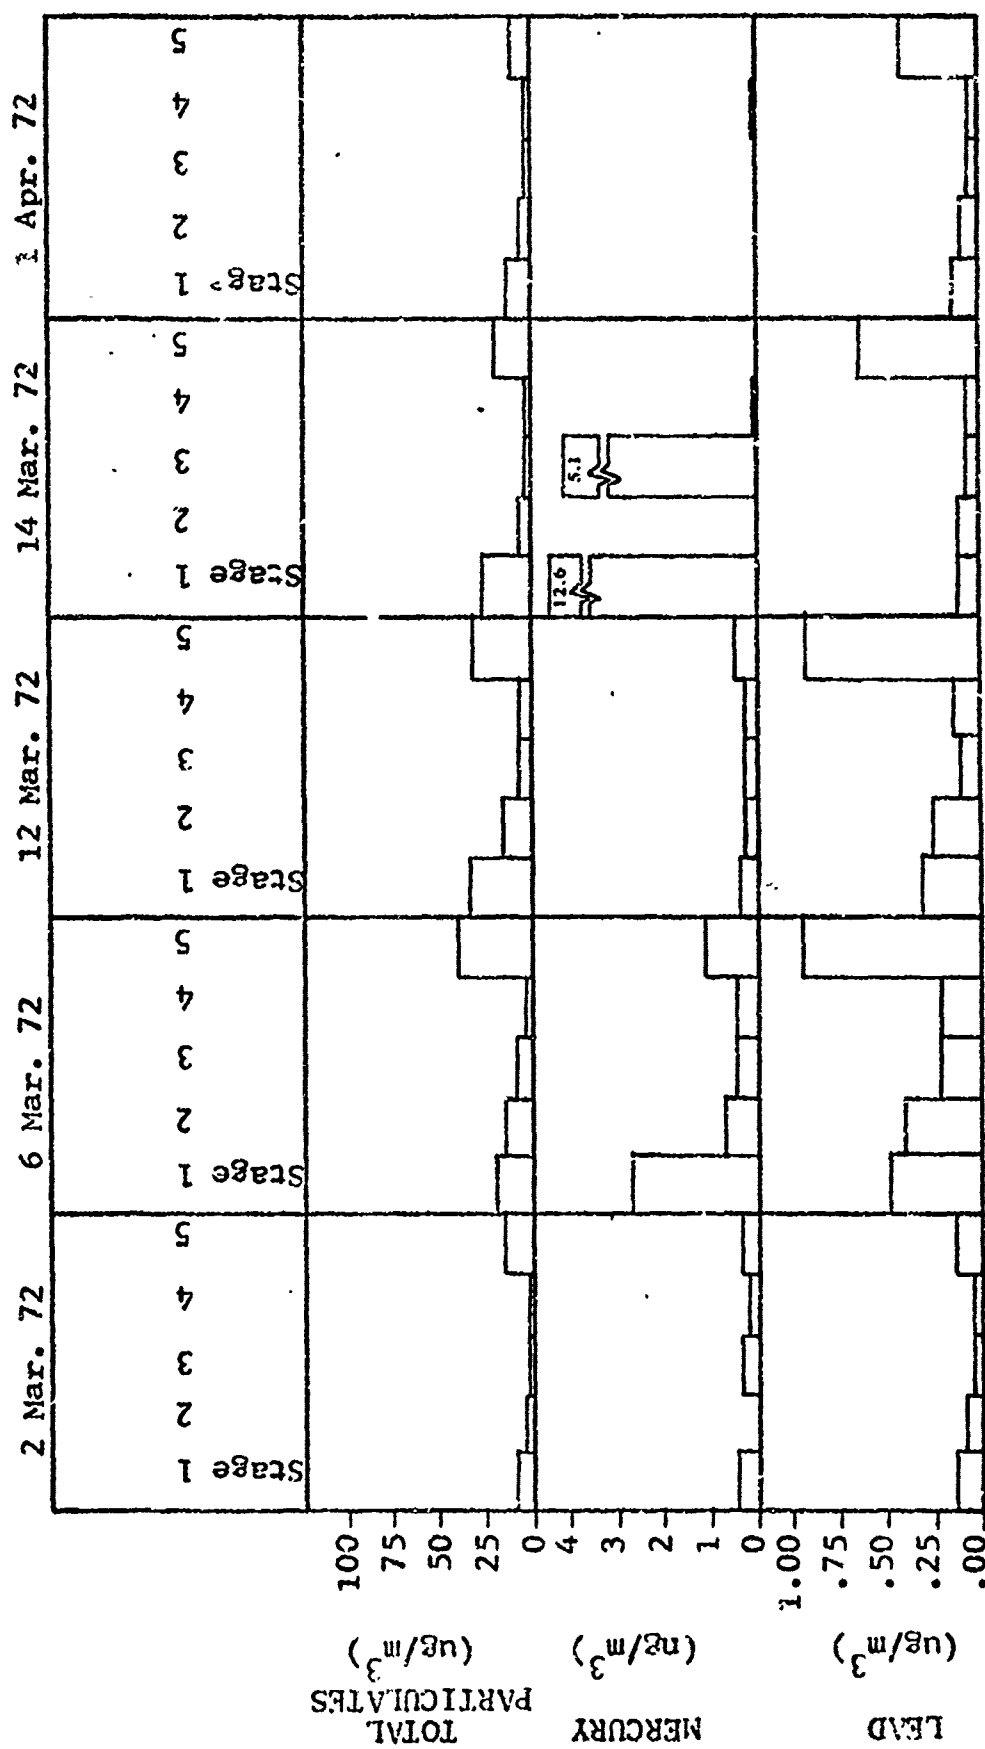 2 Mar. 72
6 Mar. 72
12 Mar. 72
14 Mar. 72
1 Apr. 72
Stage 1 2 3 4 5
Stage 1 2 3 4 5
Stage 1 2 3 4 5
Stage 1 2 3 4 5
1 2 3 4 5
TOTAL
PARTICULATES
(ug/m³)
100
75
50
25
0
MERCURY
(ng/m³)
4
3
2
1
0
12.6
5.1
LEAD
(ug/m³)
1.00
.75
.50
.25
.00